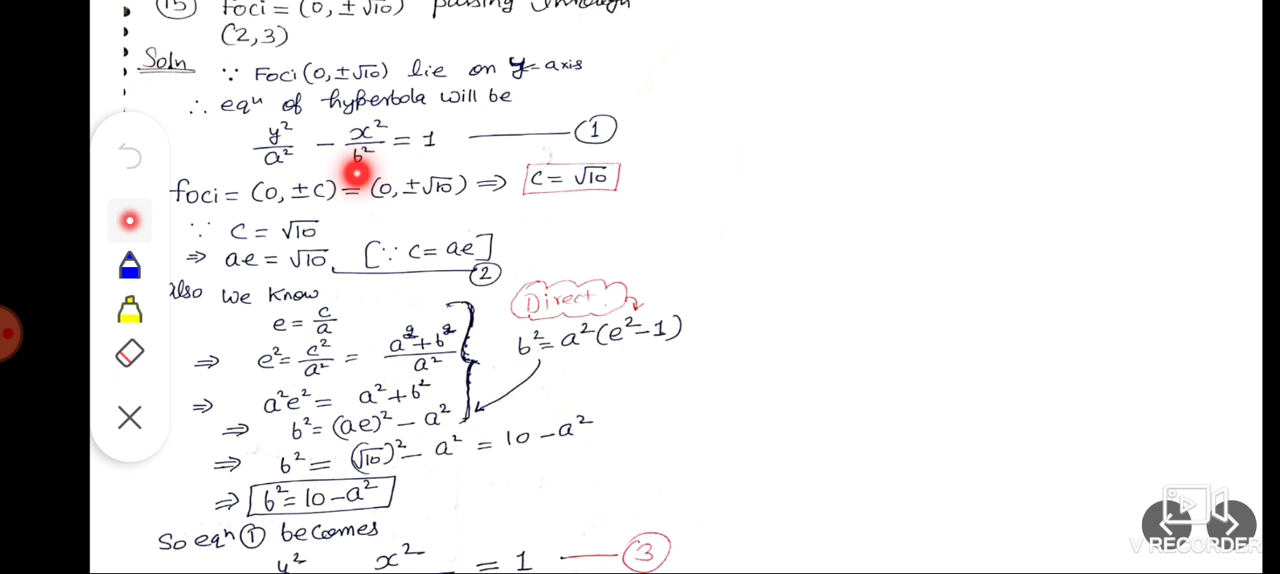 (15) Foci = (0, ±√10) passing through
(2,3)
Soln ∵ Foci (0, ±√10) lie on y-axis
∴ eqn of hyperbola will be
y²/a² − x²/b² = 1 —— (1)
foci = (0, ±c) = (0, ±√10) ⇒ c = √10
∵ c = √10
⇒ ae = √10 [∵ c = ae] —— (2)
also we know
e = c/a
Direct
⇒ e² = c²/a² = (a² + b²)/a²
b² = a²(e² − 1)
⇒ a²e² = a² + b²
⇒ b² = (ae)² − a²
⇒ b² = (√10)² − a² = 10 − a²
⇒ b² = 10 − a²
So eqn (1) becomes
y² x² = 1 —— (3)
V RECORDER